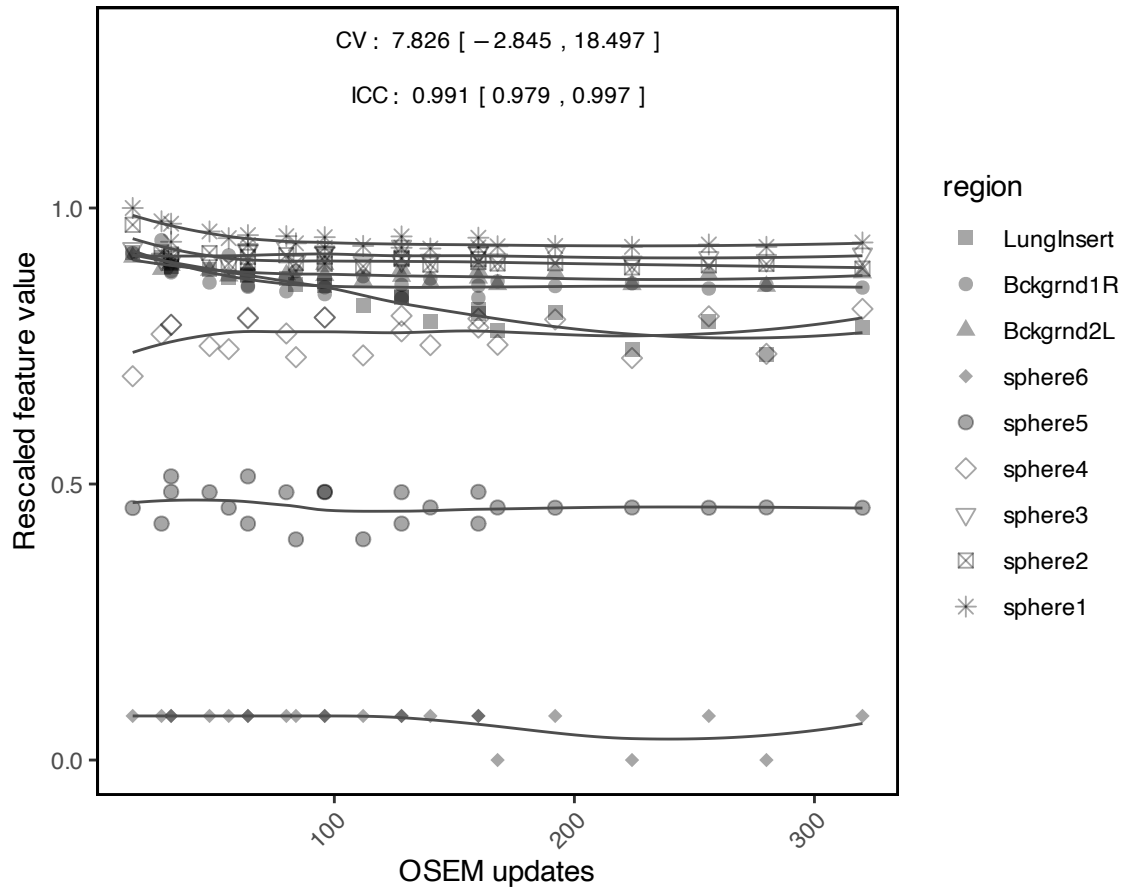 CV : 7.826 [ −2.845 , 18.497 ]
ICC : 0.991 [ 0.979 , 0.997 ]
Rescaled feature value
1.0
0.5
0.0
100
200
300
OSEM updates
region
LungInsert
Bckgrnd1R
Bckgrnd2L
sphere6
sphere5
sphere4
sphere3
sphere2
sphere1